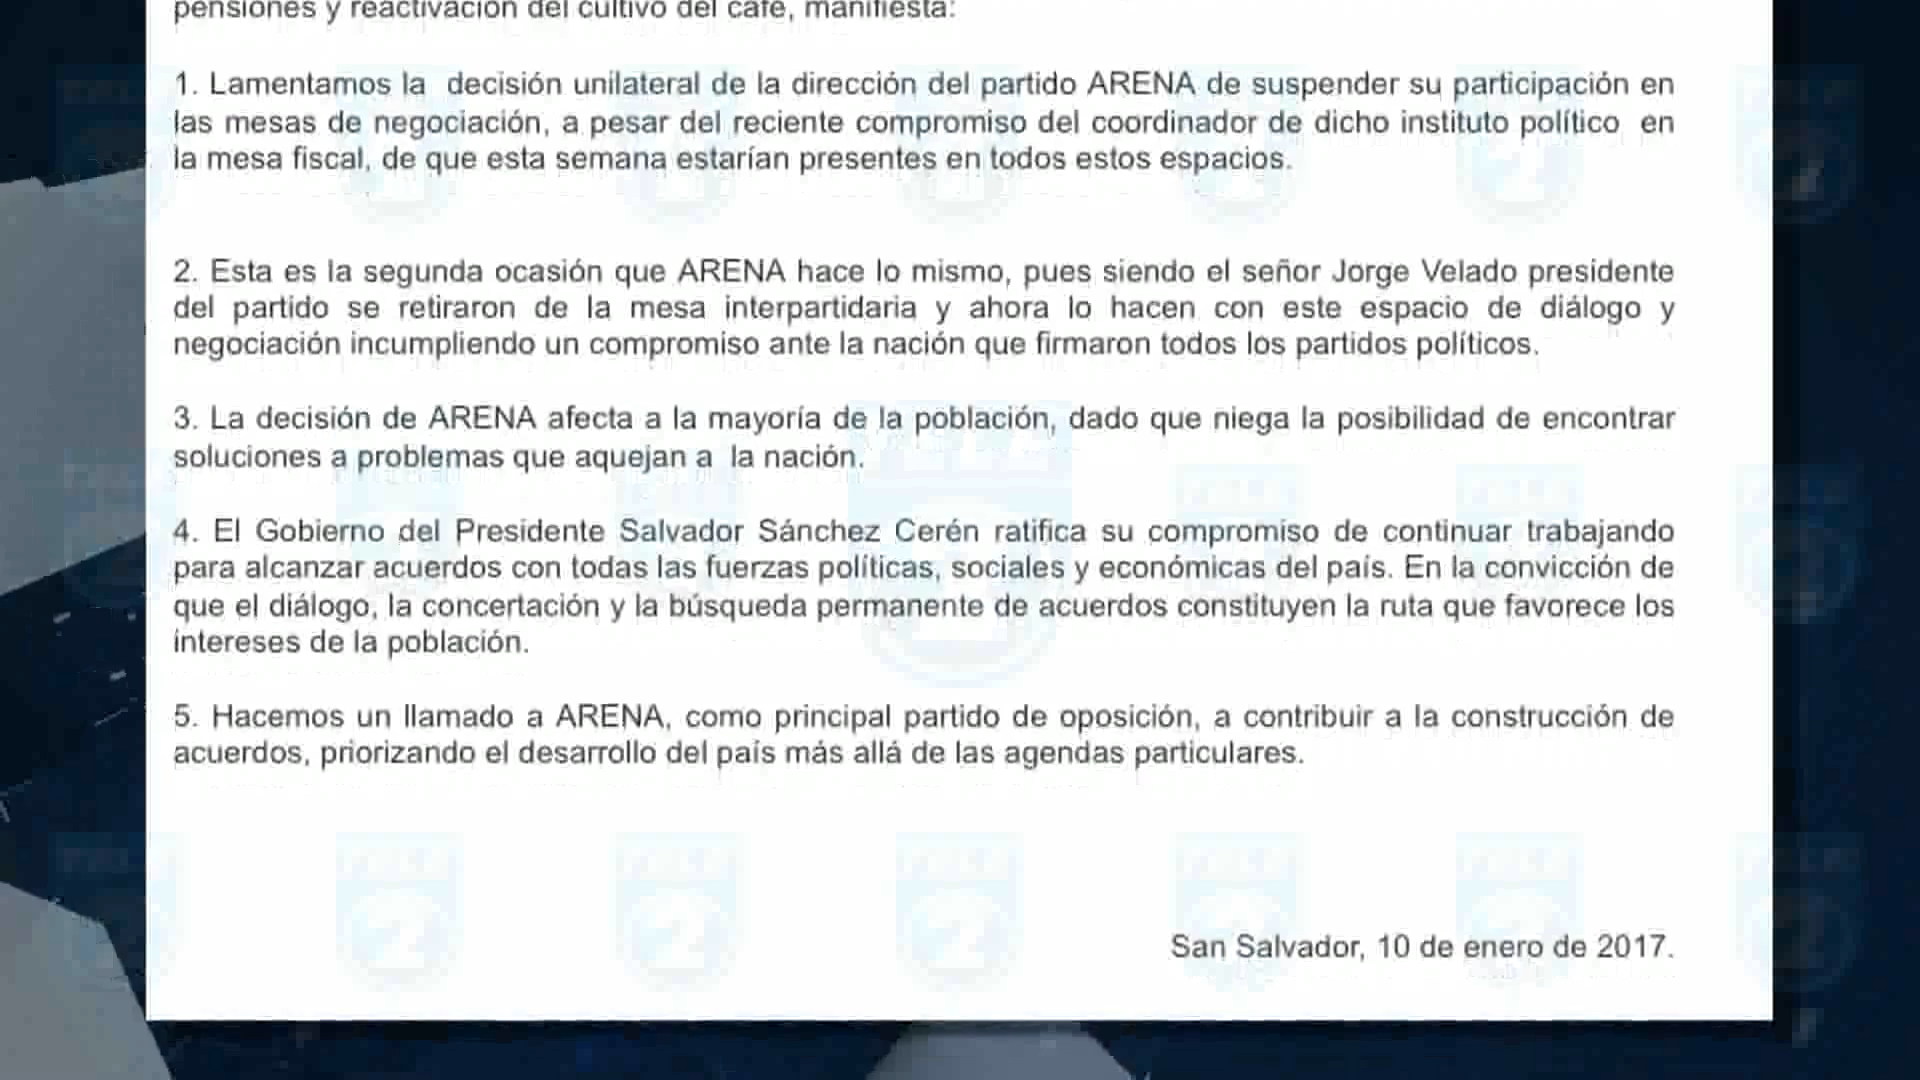 pensiones y reactivación del cultivo del café, manifiesta:
1. Lamentamos la decisión unilateral de la dirección del partido ARENA de suspender su participación en
las mesas de negociación, a pesar del reciente compromiso del coordinador de dicho instituto político en
la mesa fiscal, de que esta semana estarían presentes en todos estos espacios.
2. Esta es la segunda ocasión que ARENA hace lo mismo, pues siendo el señor Jorge Velado presidente
del partido se retiraron de la mesa interpartidaria y ahora lo hacen con este espacio de diálogo y
negociación incumpliendo un compromiso ante la nación que firmaron todos los partidos políticos.
3. La decisión de ARENA afecta a la mayoría de la población, dado que niega la posibilidad de encontrar
soluciones a problemas que aquejan a la nación.
4. El Gobierno del Presidente Salvador Sánchez Cerén ratifica su compromiso de continuar trabajando
para alcanzar acuerdos con todas las fuerzas políticas, sociales y económicas del país. En la convicción de
que el diálogo, la concertación y la búsqueda permanente de acuerdos constituyen la ruta que favorece los
intereses de la población.
5. Hacemos un llamado a ARENA, como principal partido de oposición, a contribuir a la construcción de
acuerdos, priorizando el desarrollo del país más allá de las agendas particulares.
San Salvador, 10 de enero de 2017.